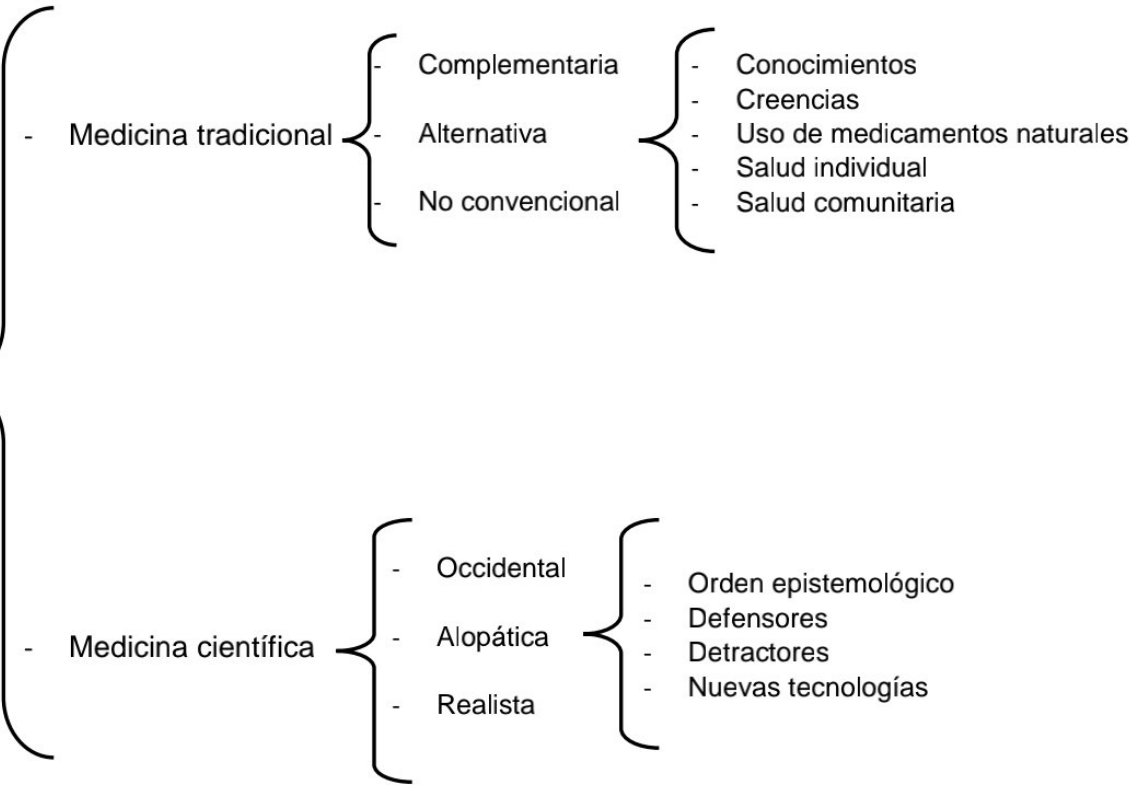 - Medicina tradicional
- Complementaria
- Alternativa
- No convencional
- Conocimientos
- Creencias
- Uso de medicamentos naturales
- Salud individual
- Salud comunitaria
- Medicina científica
- Occidental
- Alopática
- Realista
- Orden epistemológico
- Defensores
- Detractores
- Nuevas tecnologías